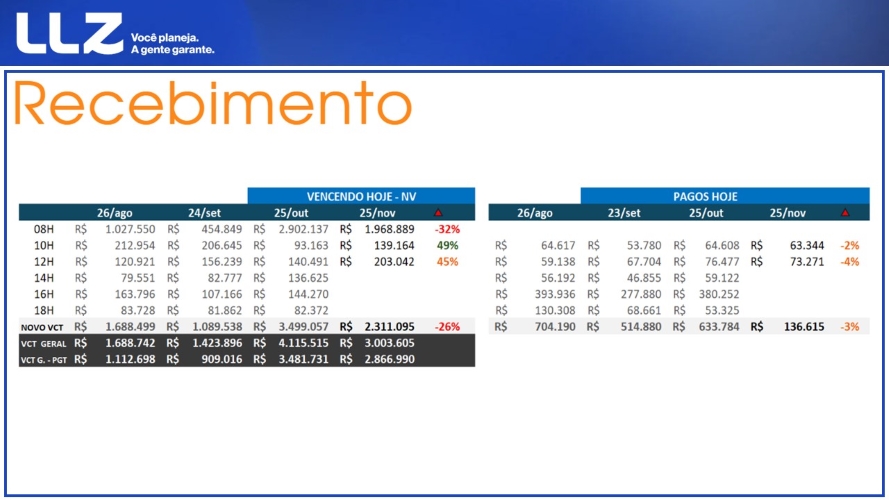 LLZ Você planeja.
A gente garante.
Recebimento
VENCENDO HOJE - NV
26/ago 24/set 25/out 25/nov
08H R$ 1.027.550 R$ 454.849 R$ 2.902.137 R$ 1.968.889 -32%
10H R$ 212.954 R$ 206.645 R$ 93.163 R$ 139.164 49%
12H R$ 120.921 R$ 156.239 R$ 140.491 R$ 203.042 45%
14H R$ 79.551 R$ 82.777 R$ 136.625
16H R$ 163.796 R$ 107.166 R$ 144.270
18H R$ 83.728 R$ 81.862 R$ 82.372
NOVO VCT R$ 1.688.499 R$ 1.089.538 R$ 3.499.057 R$ 2.311.095 -26%
VCT GERAL R$ 1.688.742 R$ 1.423.896 R$ 4.115.515 R$ 3.003.605
VCT G. - PGT R$ 1.112.698 R$ 909.016 R$ 3.481.731 R$ 2.866.990
PAGOS HOJE
26/ago 23/set 25/out 25/nov
R$ 64.617 R$ 53.780 R$ 64.608 R$ 63.344 -2%
R$ 59.138 R$ 67.704 R$ 76.477 R$ 73.271 -4%
R$ 56.192 R$ 46.855 R$ 59.122
R$ 393.936 R$ 277.880 R$ 380.252
R$ 130.308 R$ 68.661 R$ 53.325
R$ 704.190 R$ 514.880 R$ 633.784 R$ 136.615 -3%